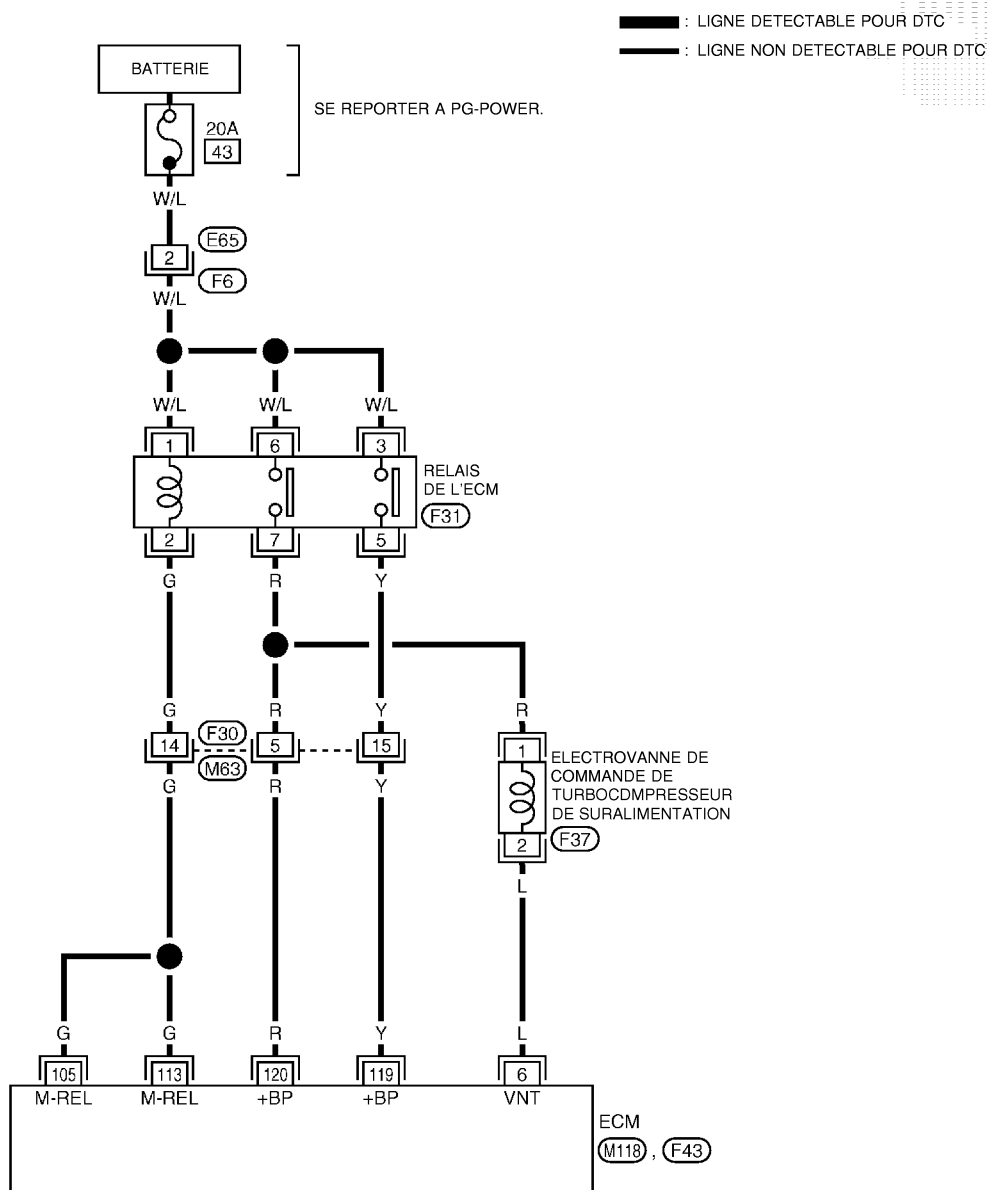 : LIGNE DETECTABLE POUR DTC
: LIGNE NON DETECTABLE POUR DTC
BATTERIE
SE REPORTER A PG-POWER.
20A
43
W/L
E65
2
F6
W/L
W/L W/L W/L
1 6 3
RELAIS
DE L'ECM
F31
2 7 5
G R Y
G R Y R
F30
14 5 15 1
M63
G R Y
ELECTROVANNE DE
COMMANDE DE
TURBOCDMPRESSEUR
DE SURALIMENTATION
2 F37
L
G G R Y L
105 113 120 119 6
M-REL M-REL +BP +BP VNT
ECM
M118 , F43